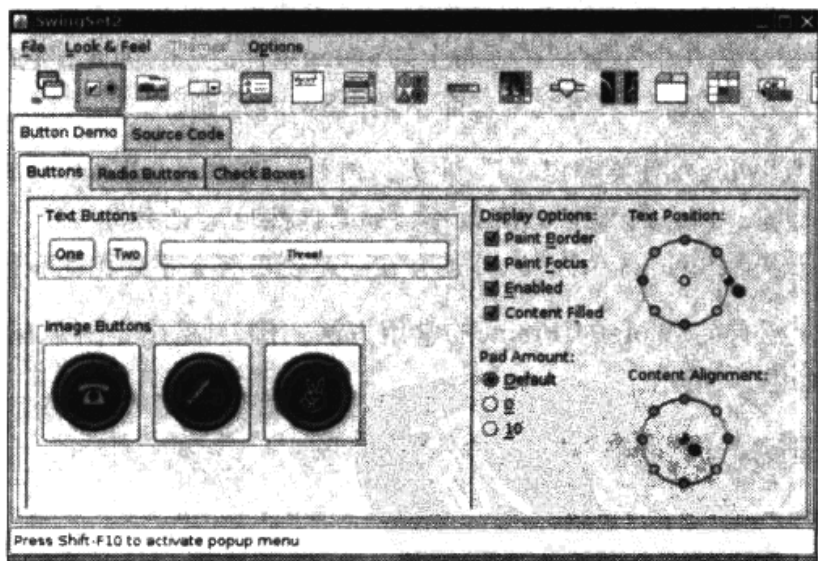 SwingSet2
File Look & Feel Themes Options
Button Demo Source Code
Buttons Radio Buttons Check Boxes
Text Buttons
One Two Three!
Image Buttons
Display Options:
Paint Border
Paint Focus
Enabled
Content Filled
Text Position:
Pad Amount:
Default
0
10
Content Alignment:
Press Shift-F10 to activate popup menu